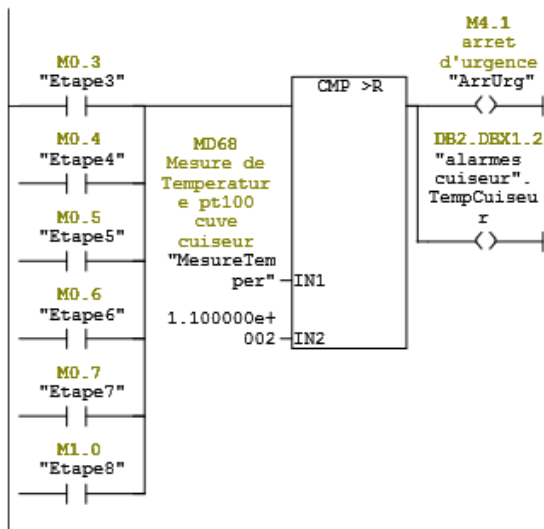 M0.3
"Etape3"
M0.4
"Etape4"
M0.5
"Etape5"
M0.6
"Etape6"
M0.7
"Etape7"
M1.0
"Etape8"
MD68
Mesure de
Temperatur
e pt100
cuve
cuiseur
"MesureTem
per"
1.100000e+
002
CMP >R
IN1
IN2
M4.1
arret
d'urgence
"ArrUrg"
DB2.DBX1.2
"alarmes
cuiseur".
TempCuiseu
r